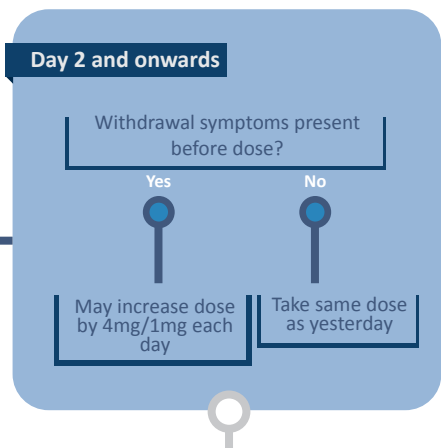 Day 2 and onwards
Withdrawal symptoms present
before dose?
Yes
No
May increase dose
by 4mg/1mg each
day
Take same dose
as yesterday